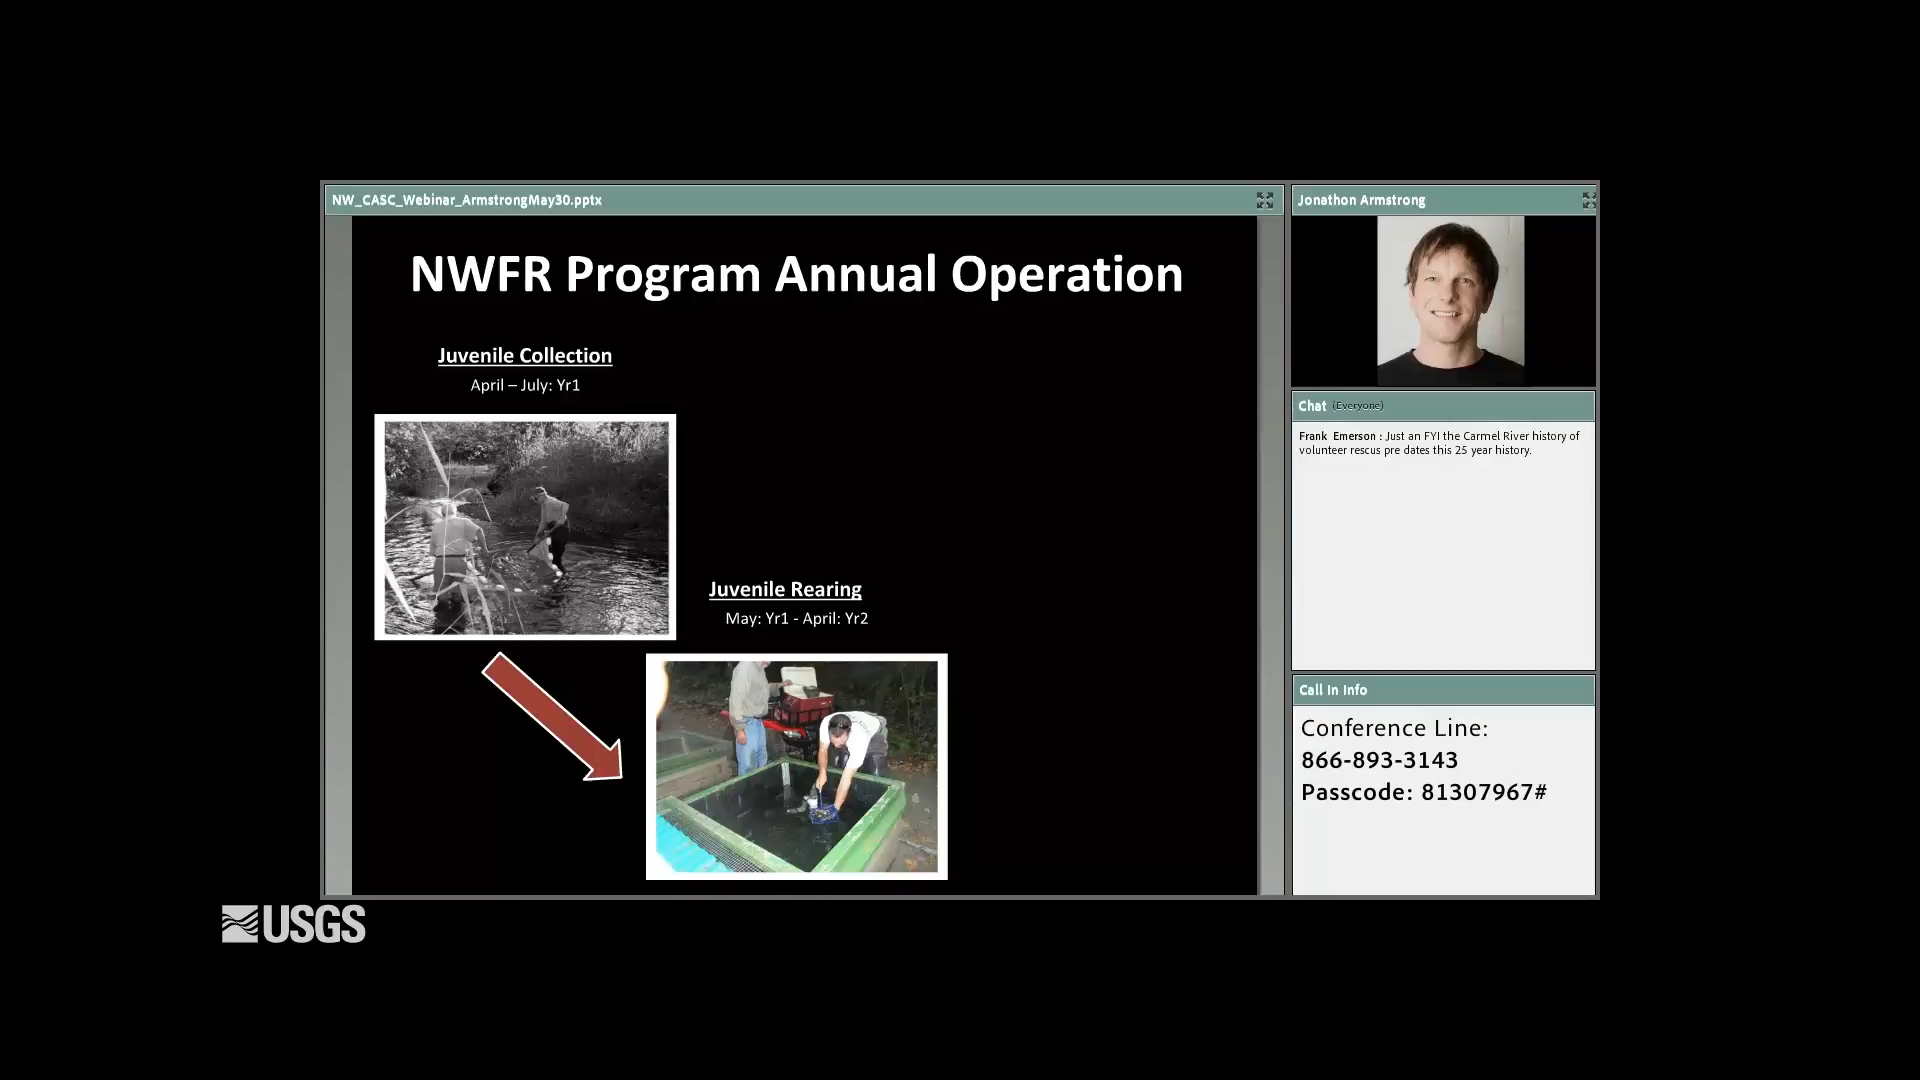 NW_CASC_Webinar_ArmstrongMay30.pptx
NWFR Program Annual Operation
Juvenile Collection
April – July: Yr1
Juvenile Rearing
May: Yr1 - April: Yr2
Jonathon Armstrong
Chat (Everyone)
Frank Emerson : Just an FYI the Carmel River history of
volunteer rescus pre dates this 25 year history.
Call In Info
Conference Line:
866-893-3143
Passcode: 81307967#
USGS